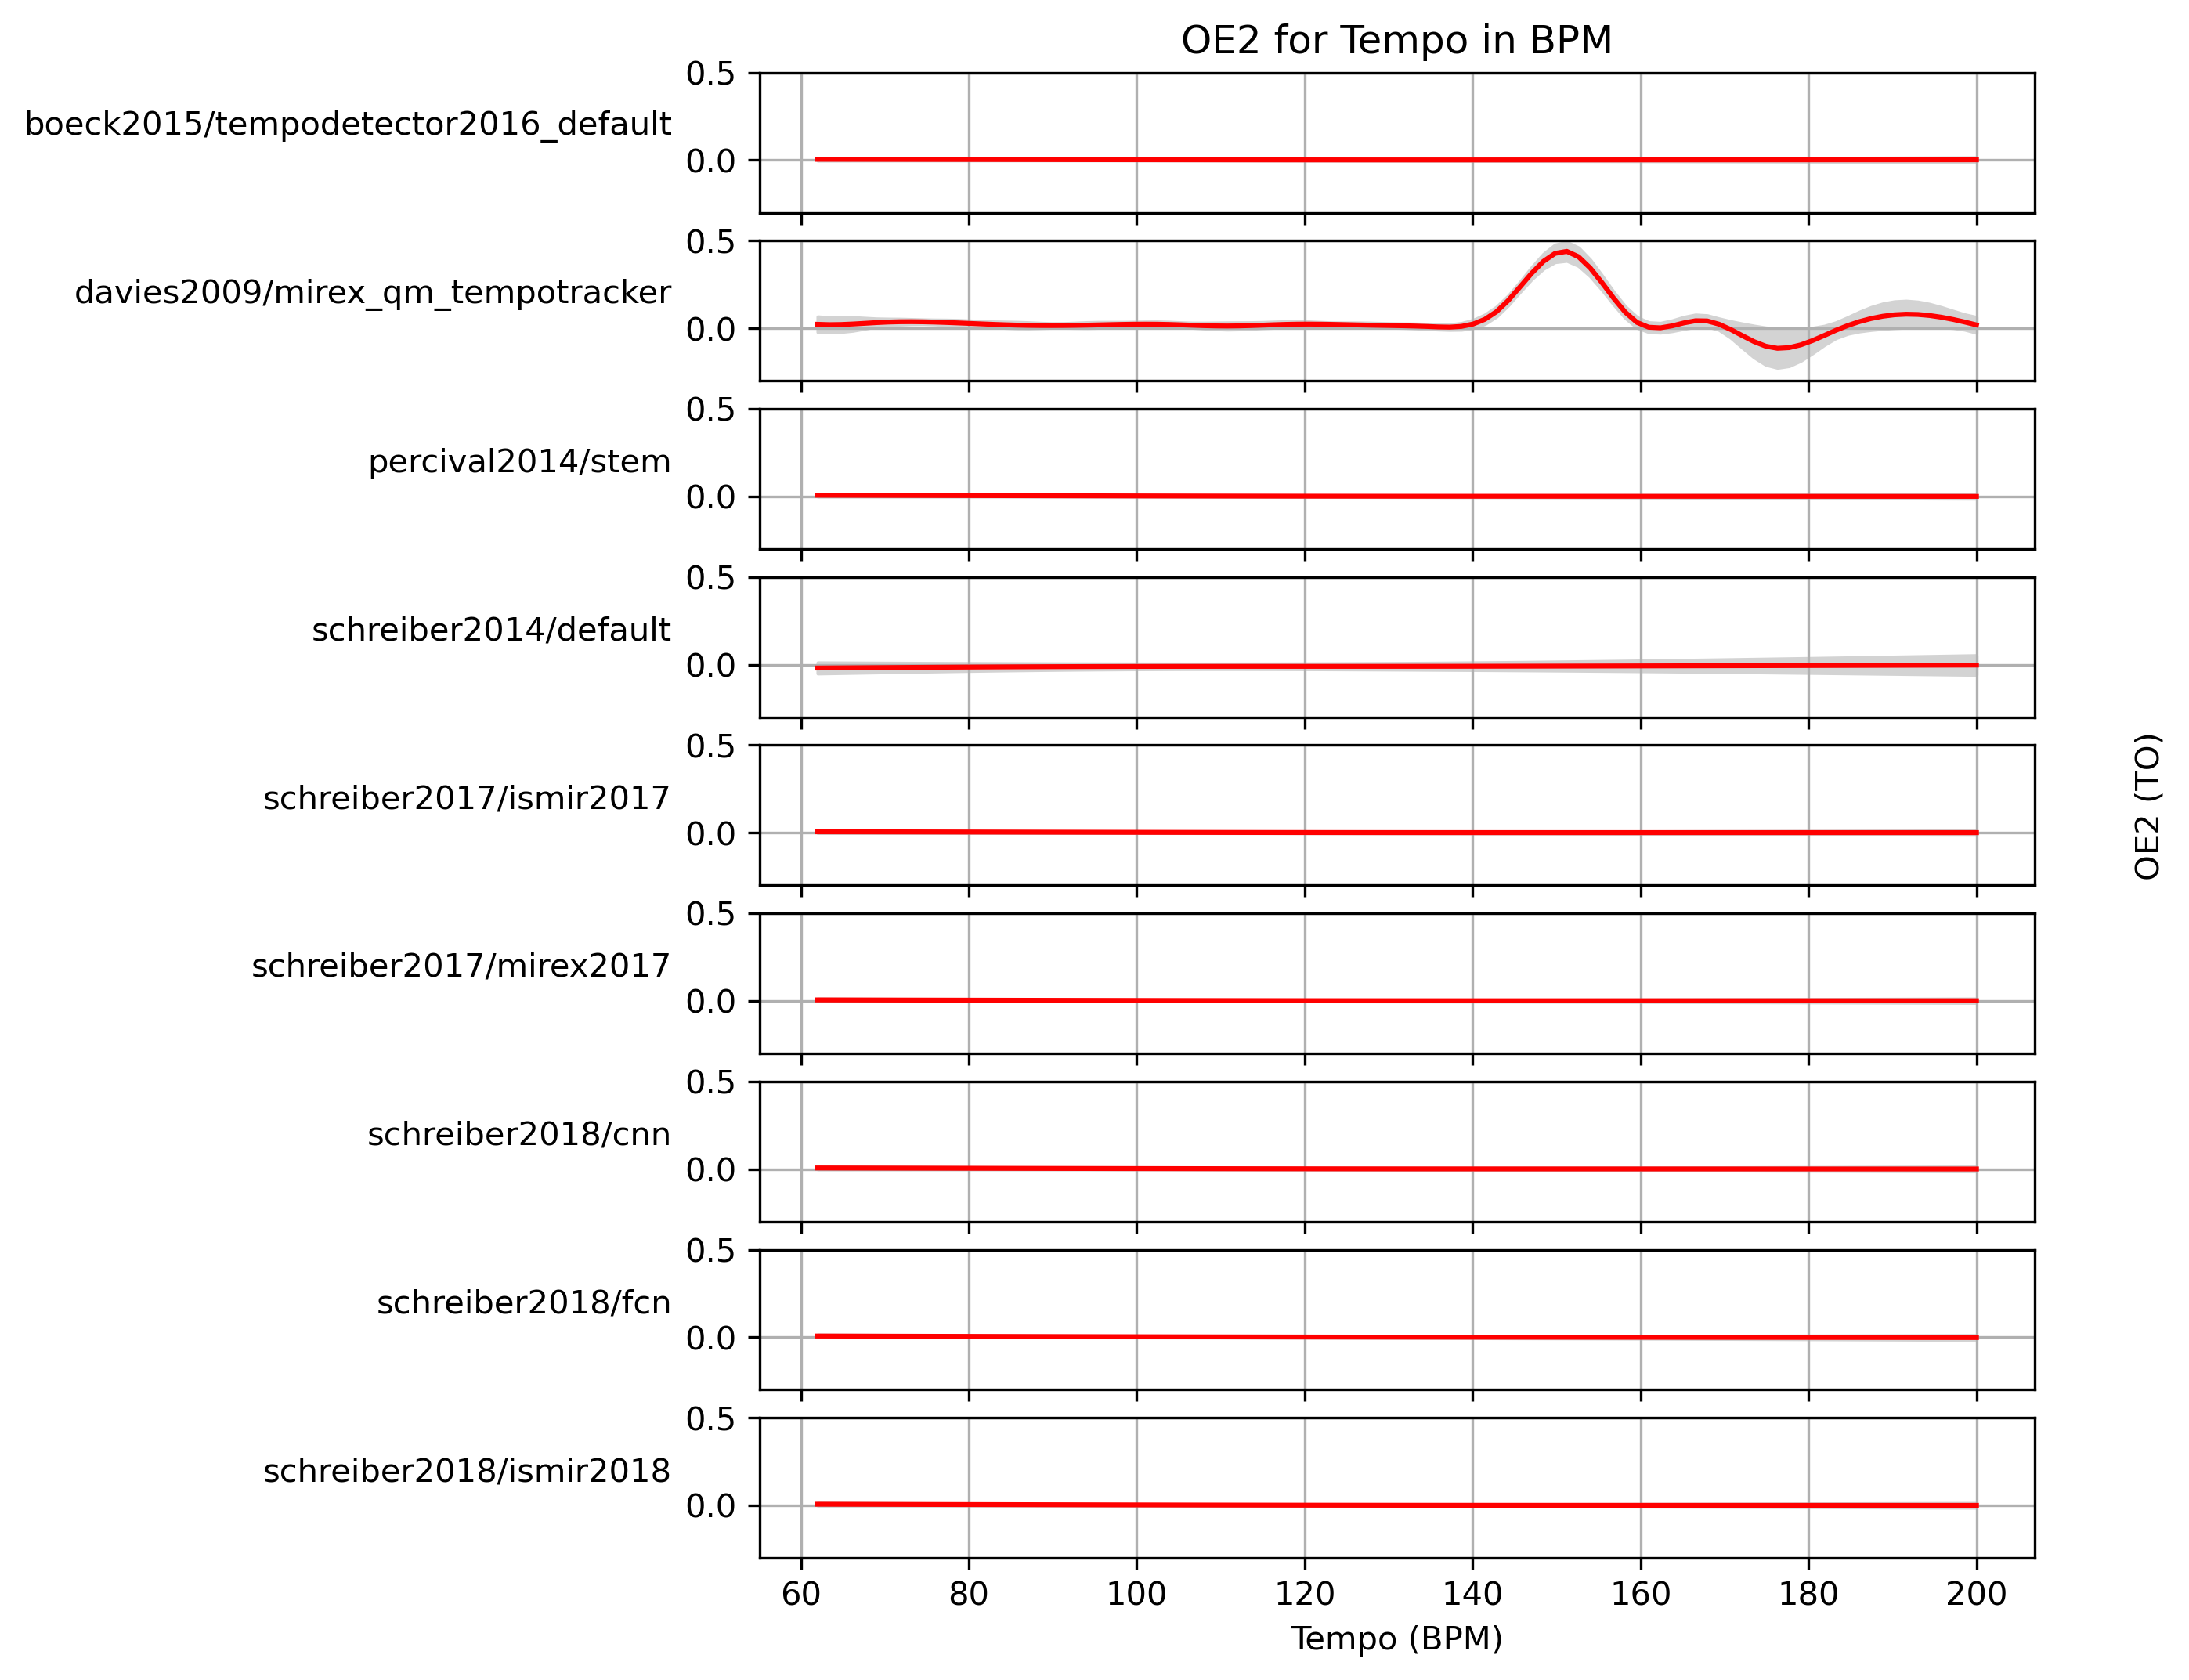 OE2 for Tempo in BPM
boeck2015/tempodetector2016_default
0.5
0.0
davies2009/mirex_qm_tempotracker
0.5
0.0
percival2014/stem
0.5
0.0
schreiber2014/default
0.5
0.0
schreiber2017/ismir2017
0.5
0.0
schreiber2017/mirex2017
0.5
0.0
schreiber2018/cnn
0.5
0.0
schreiber2018/fcn
0.5
0.0
schreiber2018/ismir2018
0.5
0.0
60 80 100 120 140 160 180 200
Tempo (BPM)
OE2 (TO)